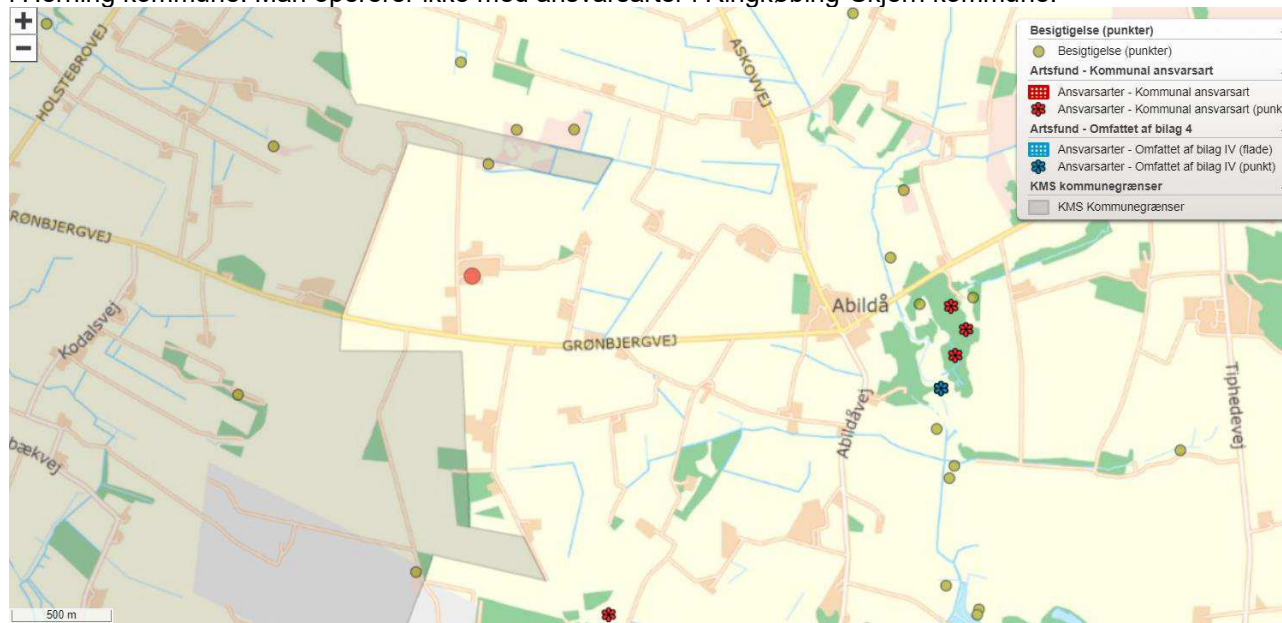 i Herning kommune. Man opererer ikke med ansvarsarter i Ringkøbing-Skjern kommune.
+
−
HOLSTEBROVEJ
ASKOVVEJ
Besigtigelse (punkter)
Besigtigelse (punkter)
Artsfund - Kommunal ansvarsart
Ansvarsarter - Kommunal ansvarsart
Ansvarsarter - Kommunal ansvarsart (punk
Artsfund - Omfattet af bilag 4
Ansvarsarter - Omfattet af bilag IV (flade)
Ansvarsarter - Omfattet af bilag IV (punkt)
KMS kommunegrænser
KMS Kommunegrænser
RØNBJERGVEJ
Abildå
Kodalsvej
GRØNBJERGVEJ
Tiphedevej
Abildåvej
bækvej
500 m